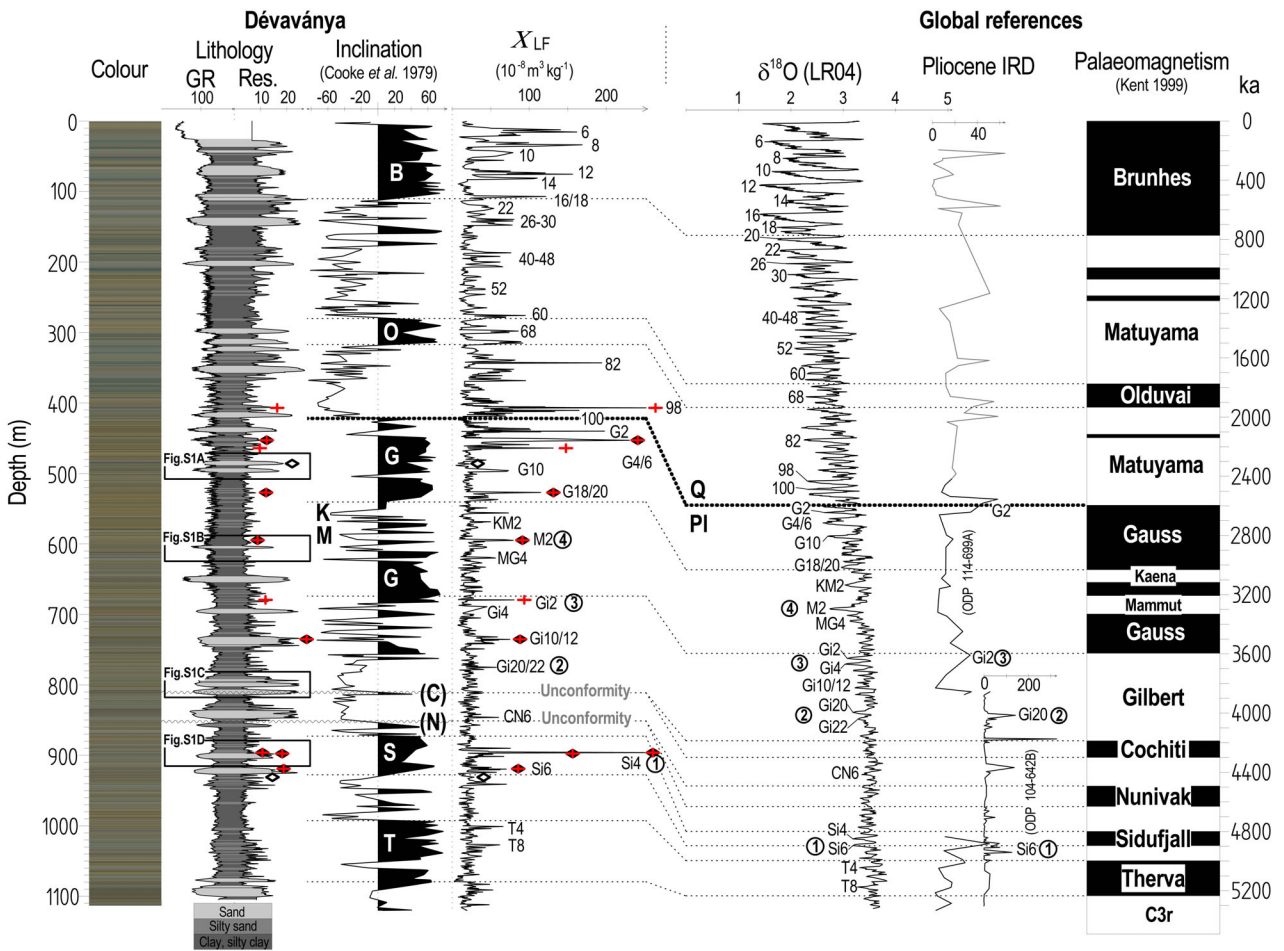 Dévaványa
Global references
Colour
Lithology
GR Res.
100 10 20
Inclination
(Cooke et al. 1979)
-60 -20 20 60
X LF
(10⁻⁸ m³ kg⁻¹)
100 200
δ¹⁸O (LR04)
1 2 3 4 5
Pliocene IRD
0 40
Palaeomagnetism
(Kent 1999)
ka
Depth (m)
0
100
200
300
400
500
600
700
800
900
1000
1100
Fig.S1A
Fig.S1B
Fig.S1C
Fig.S1D
Sand
Silty sand
Clay, silty clay
B
O
G
K
M
G
(C)
(N)
S
T
6
8
10
12
14
16/18
22
26-30
40-48
52
60
68
82
98
100
G2
G4/6
G10
G18/20
KM2
M2 ④
MG4
Gi2 ③
Gi4
Gi10/12
Gi20/22 ②
Unconformity
CN6
Unconformity
Si4
①
Si6
T4
T8
Q
Pl
6
8
10
12
14
16
18
20
22
26
30
40-48
52
60
68
82
98
100
G2
G4/6
G10
G18/20
KM2
④ M2
MG4
Gi2
③
Gi4
Gi10/12
Gi20
②
Gi22
CN6
Si4
① Si6
T4
T8
G2
(ODP 114-699A)
Gi2 ③
0 200
Gi20 ②
(ODP 104-642B)
Si6 ①
Brunhes
Matuyama
Olduvai
Matuyama
Gauss
Kaena
Mammut
Gauss
Gilbert
Cochiti
Nunivak
Sidufjall
Therva
C3r
0
400
800
1200
1600
2000
2400
2800
3200
3600
4000
4400
4800
5200